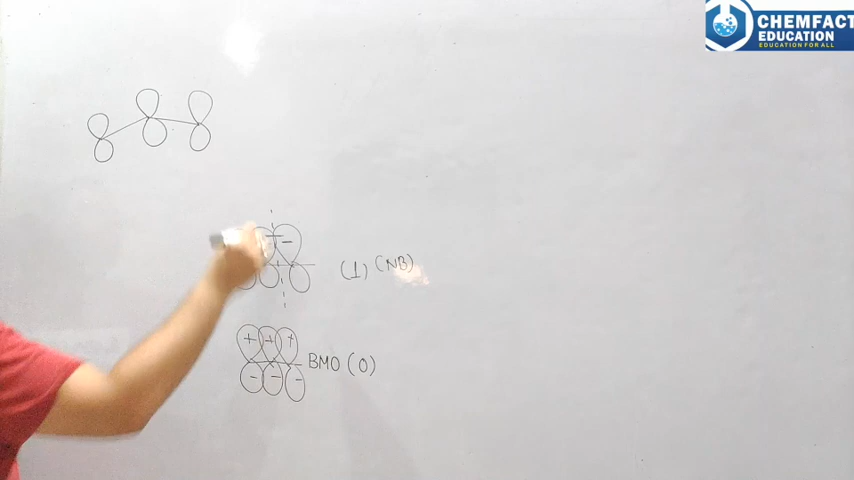 CHEMFACT
EDUCATION
EDUCATION FOR ALL
−
(1) (NB)
+ + +
BMO (0)
− − −